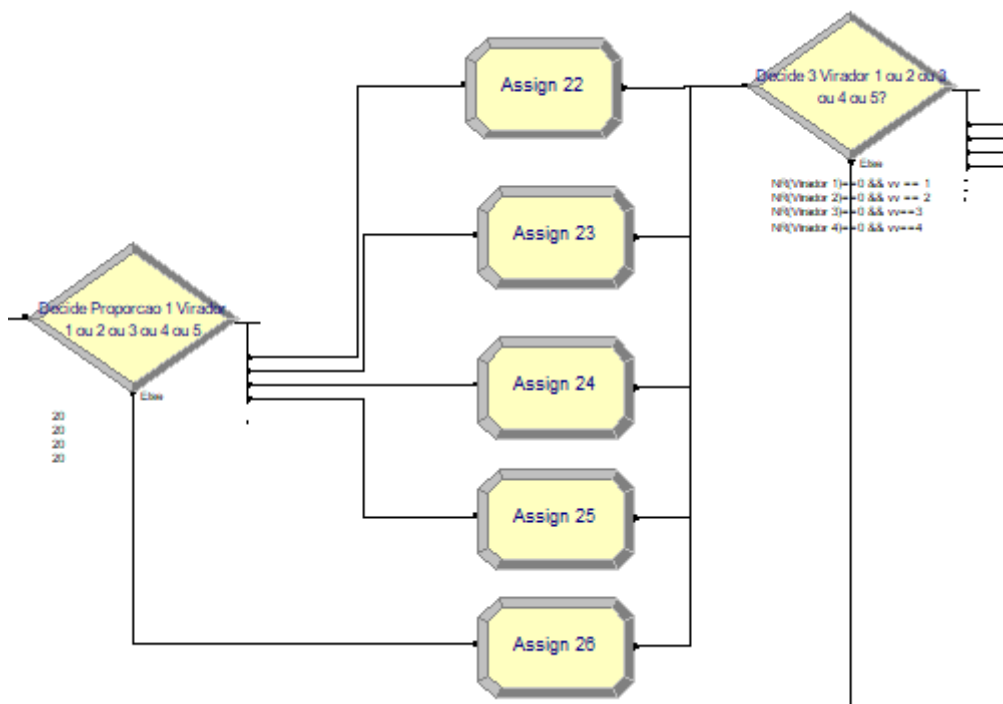 Assign 22
Decide 3 Virador 1 ou 2 ou 3
ou 4 ou 5?
Else
NR(Virador 1)==0 && vv == 1
NR(Virador 2)==0 && vv == 2
NR(Virador 3)==0 && vv==3
NR(Virador 4)==0 && vv==4
Assign 23
Decide Proporcao 1 Virador
1 ou 2 ou 3 ou 4 ou 5
Else
20
20
20
20
Assign 24
Assign 25
Assign 26